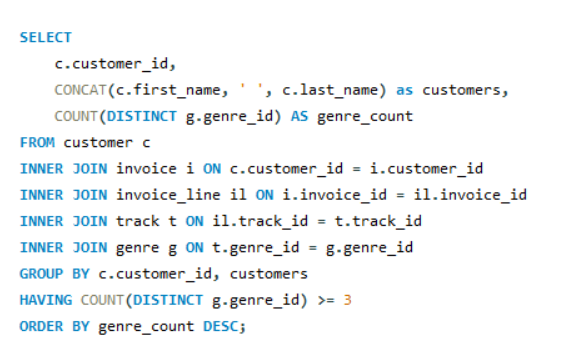 SELECT
c.customer_id,
CONCAT(c.first_name, ' ', c.last_name) as customers,
COUNT(DISTINCT g.genre_id) AS genre_count
FROM customer c
INNER JOIN invoice i ON c.customer_id = i.customer_id
INNER JOIN invoice_line il ON i.invoice_id = il.invoice_id
INNER JOIN track t ON il.track_id = t.track_id
INNER JOIN genre g ON t.genre_id = g.genre_id
GROUP BY c.customer_id, customers
HAVING COUNT(DISTINCT g.genre_id) >= 3
ORDER BY genre_count DESC;